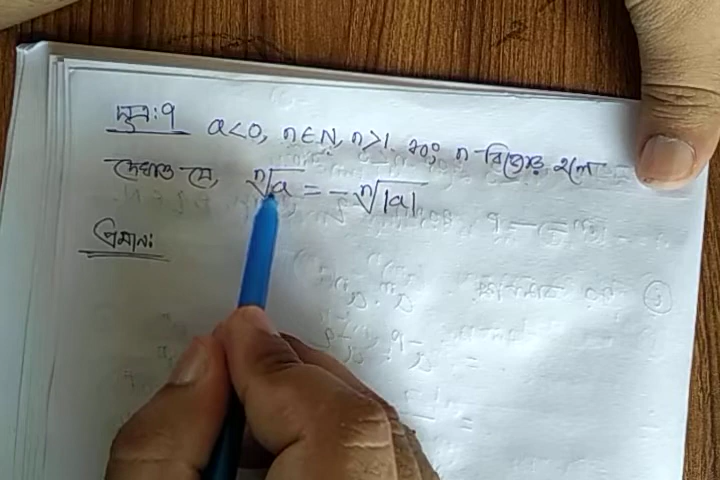 সূত্র:৭ a<0, n∈N, n>1 এবং n বিজোড় হলে
দেখাও যে, ⁿ√a = -ⁿ√|a|
প্রমাণ: